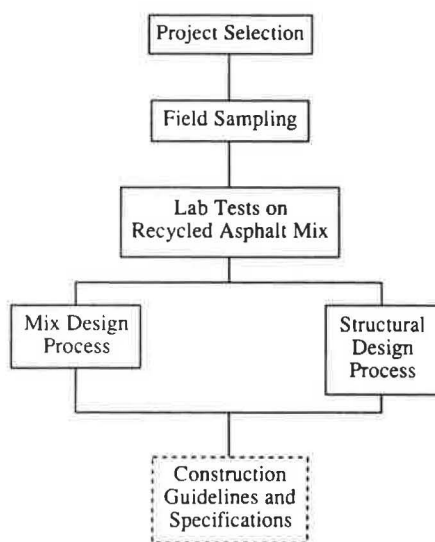 Project Selection
Field Sampling
Lab Tests on
Recycled Asphalt Mix
Mix Design
Process
Structural
Design
Process
Construction
Guidelines and
Specifications